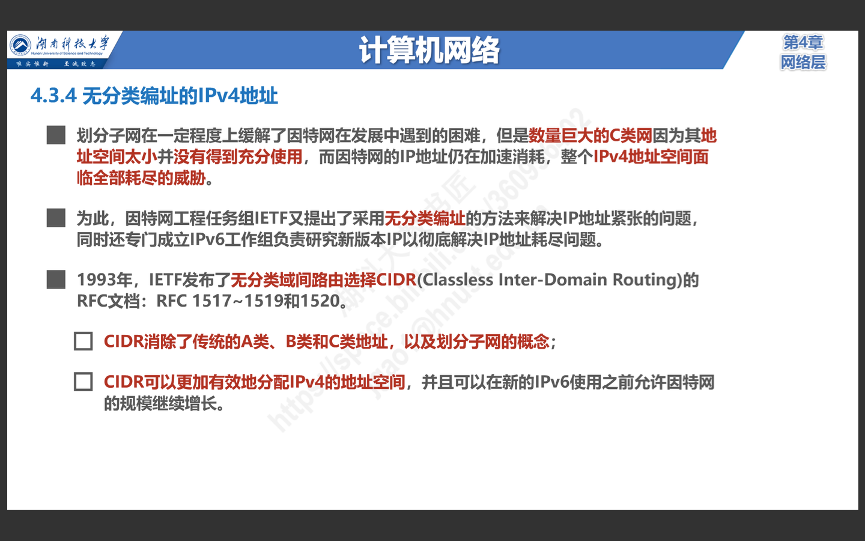 湖南科技大学
Hunan University of Science and Technology
唯实惟新 至诚致志
计算机网络
第4章
网络层
4.3.4 无分类编址的IPv4地址
划分子网在一定程度上缓解了因特网在发展中遇到的困难，但是数量巨大的C类网因为其地
址空间太小并没有得到充分使用，而因特网的IP地址仍在加速消耗，整个IPv4地址空间面
临全部耗尽的威胁。
为此，因特网工程任务组IETF又提出了采用无分类编址的方法来解决IP地址紧张的问题，
同时还专门成立IPv6工作组负责研究新版本IP以彻底解决IP地址耗尽问题。
1993年，IETF发布了无分类域间路由选择CIDR(Classless Inter-Domain Routing)的
RFC文档：RFC 1517~1519和1520。
CIDR消除了传统的A类、B类和C类地址，以及划分子网的概念；
CIDR可以更加有效地分配IPv4的地址空间，并且可以在新的IPv6使用之前允许因特网
的规模继续增长。